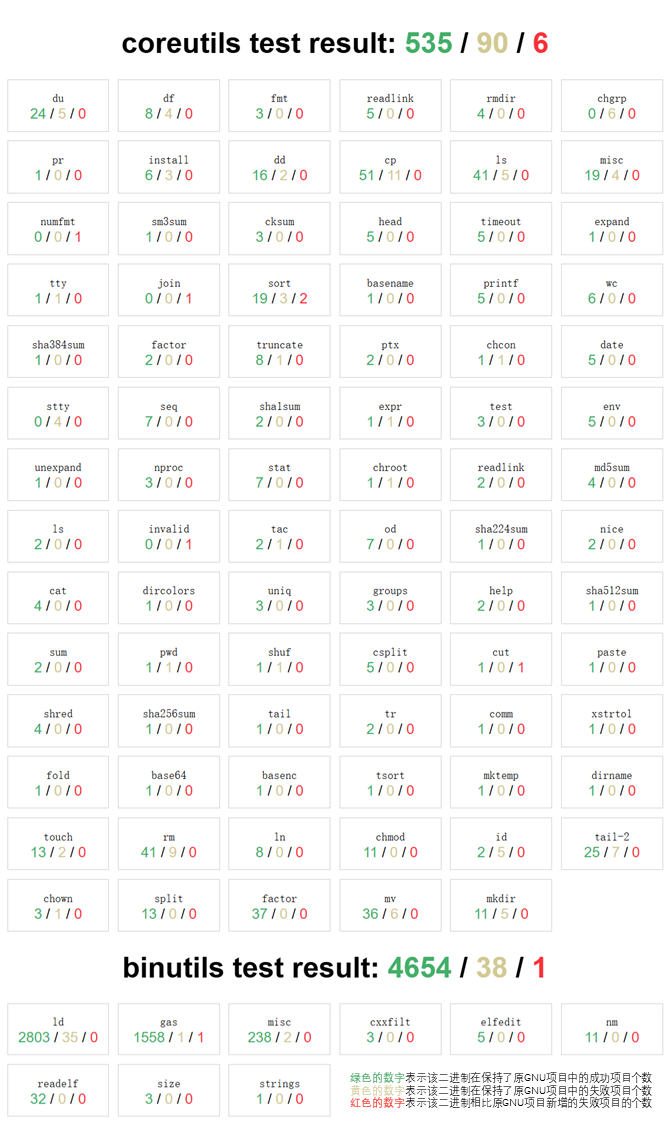 coreutils test result: 535 / 90 / 6
du df fmt readlink rmdir chgrp
24 / 5 / 0 8 / 4 / 0 3 / 0 / 0 5 / 0 / 0 4 / 0 / 0 0 / 6 / 0
pr install dd cp ls misc
1 / 0 / 0 6 / 3 / 0 16 / 2 / 0 51 / 11 / 0 41 / 5 / 0 19 / 4 / 0
numfmt sm3sum cksum head timeout expand
0 / 0 / 1 1 / 0 / 0 3 / 0 / 0 5 / 0 / 0 5 / 0 / 0 1 / 0 / 0
tty join sort basename printf wc
1 / 1 / 0 0 / 0 / 1 19 / 3 / 2 1 / 0 / 0 5 / 0 / 0 6 / 0 / 0
sha384sum factor truncate ptx chcon date
1 / 0 / 0 2 / 0 / 0 8 / 1 / 0 2 / 0 / 0 1 / 1 / 0 5 / 0 / 0
stty seq sha1sum expr test env
0 / 4 / 0 7 / 0 / 0 2 / 0 / 0 1 / 1 / 0 3 / 0 / 0 5 / 0 / 0
unexpand nproc stat chroot readlink md5sum
1 / 0 / 0 3 / 0 / 0 7 / 0 / 0 1 / 1 / 0 2 / 0 / 0 4 / 0 / 0
ls invalid tac od sha224sum nice
2 / 0 / 0 0 / 0 / 1 2 / 1 / 0 7 / 0 / 0 1 / 0 / 0 2 / 0 / 0
cat dircolors uniq groups help sha512sum
4 / 0 / 0 1 / 0 / 0 3 / 0 / 0 3 / 0 / 0 2 / 0 / 0 1 / 0 / 0
sum pwd shuf csplit cut paste
2 / 0 / 0 1 / 1 / 0 1 / 1 / 0 5 / 0 / 0 1 / 0 / 1 1 / 0 / 0
shred sha256sum tail tr comm xstrtol
4 / 0 / 0 1 / 0 / 0 1 / 0 / 0 2 / 0 / 0 1 / 0 / 0 1 / 0 / 0
fold base64 basenc tsort mktemp dirname
1 / 0 / 0 1 / 0 / 0 1 / 0 / 0 1 / 0 / 0 1 / 0 / 0 1 / 0 / 0
touch rm ln chmod id tail-2
13 / 2 / 0 41 / 9 / 0 8 / 0 / 0 11 / 0 / 0 2 / 5 / 0 25 / 7 / 0
chown split factor mv mkdir
3 / 1 / 0 13 / 0 / 0 37 / 0 / 0 36 / 6 / 0 11 / 5 / 0
binutils test result: 4654 / 38 / 1
ld gas misc cxxfilt elfedit nm
2803 / 35 / 0 1558 / 1 / 1 238 / 2 / 0 3 / 0 / 0 5 / 0 / 0 11 / 0 / 0
readelf size strings
32 / 0 / 0 3 / 0 / 0 1 / 0 / 0
绿色的数字表示该二进制在保持了原GNU项目中的成功项目个数
黄色的数字表示该二进制在保持了原GNU项目中的失败项目个数
红色的数字表示该二进制相比原GNU项目新增的失败项目的个数